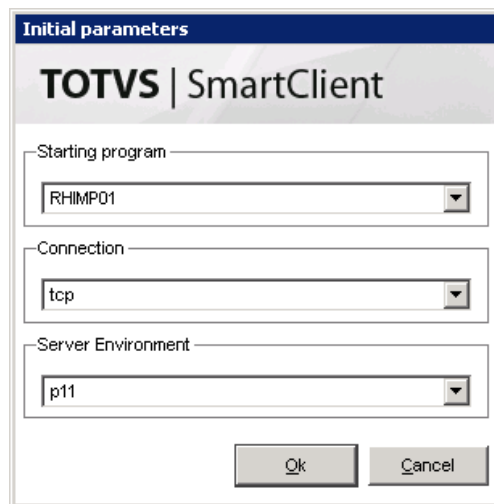 Initial parameters
TOTVS | SmartClient
Starting program
RHIMP01
Connection
tcp
Server Environment
p11
Ok Cancel